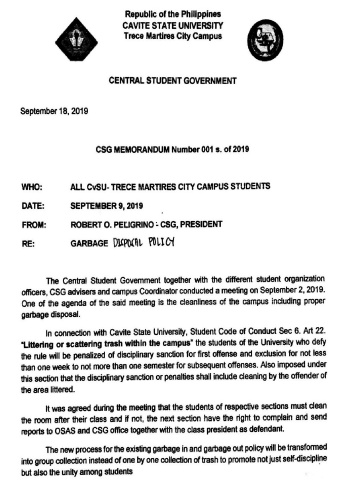 Republic of the Philippines
CAVITE STATE UNIVERSITY
Trece Martires City Campus
CENTRAL STUDENT GOVERNMENT
September 18, 2019
CSG MEMORANDUM Number 001 s. of 2019
WHO: ALL CvSU- TRECE MARTIRES CITY CAMPUS STUDENTS
DATE: SEPTEMBER 9, 2019
FROM: ROBERT O. PELIGRINO - CSG, PRESIDENT
RE: GARBAGE DISPOCAL POLICY
The Central Student Government together with the different student organization
officers, CSG advisers and campus Coordinator conducted a meeting on September 2, 2019.
One of the agenda of the said meeting is the cleanliness of the campus including proper
garbage disposal.
In connection with Cavite State University, Student Code of Conduct Sec 6. Art 22.
"Littering or scattering trash within the campus" the students of the University who defy
the rule will be penalized of disciplinary sanction for first offense and exclusion for not less
than one week to not more than one semester for subsequent offenses. Also imposed under
this section that the disciplinary sanction or penalties shall include cleaning by the offender of
the area littered.
It was agreed during the meeting that the students of respective sections must clean
the room after their class and if not, the next section have the right to complain and send
reports to OSAS and CSG office together with the class president as defendant.
The new process for the existing garbage in and garbage out policy will be transformed
into group collection instead of one by one collection of trash to promote not just self-discipline
but also the unity among students